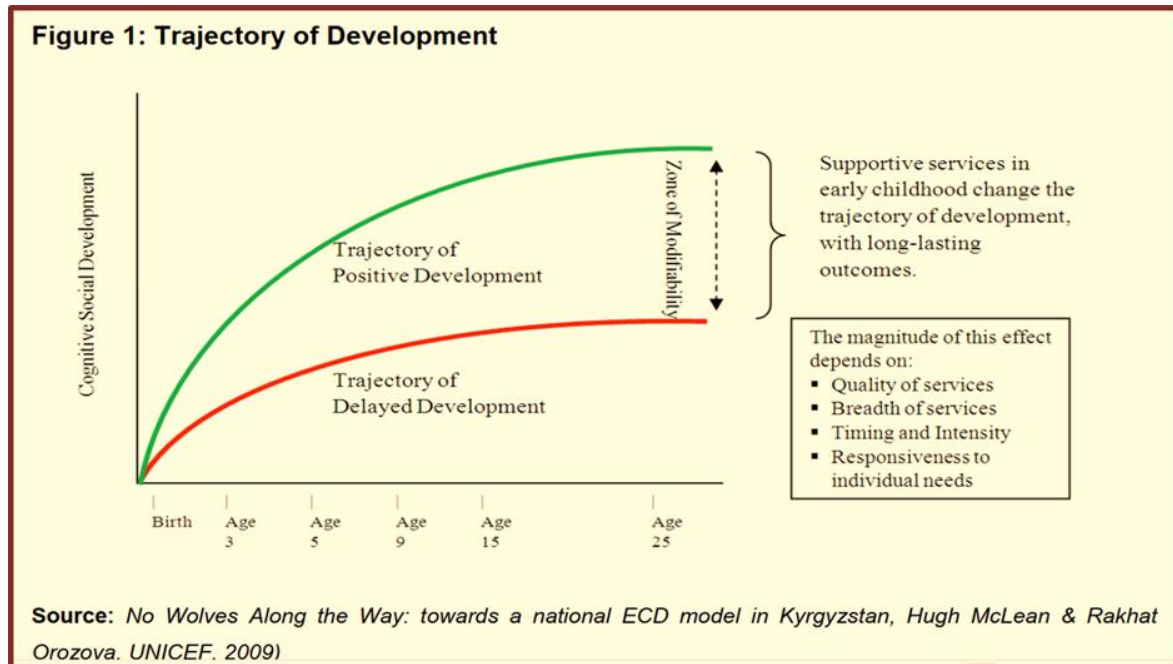 Figure 1: Trajectory of Development
Cognitive Social Development
Trajectory of
Positive Development
Trajectory of
Delayed Development
Zone of Modifiability
Supportive services in
early childhood change the
trajectory of development,
with long-lasting
outcomes.
The magnitude of this effect
depends on:
▪ Quality of services
▪ Breadth of services
▪ Timing and Intensity
▪ Responsiveness to
individual needs
Birth
Age
3
Age
5
Age
9
Age
15
Age
25
Source: No Wolves Along the Way: towards a national ECD model in Kyrgyzstan, Hugh McLean & Rakhat
Orozova. UNICEF. 2009)